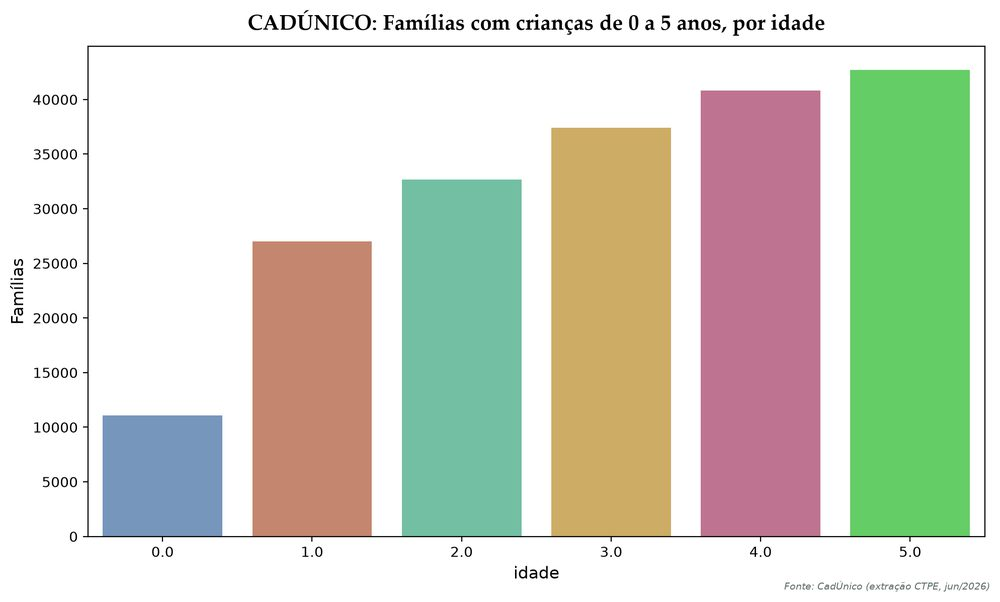 CADÚNICO: Famílias com crianças de 0 a 5 anos, por idade
Famílias
40000
35000
30000
25000
20000
15000
10000
5000
0
0.0 1.0 2.0 3.0 4.0 5.0
idade
Fonte: CadÚnico (extração CTPE, jun/2026)